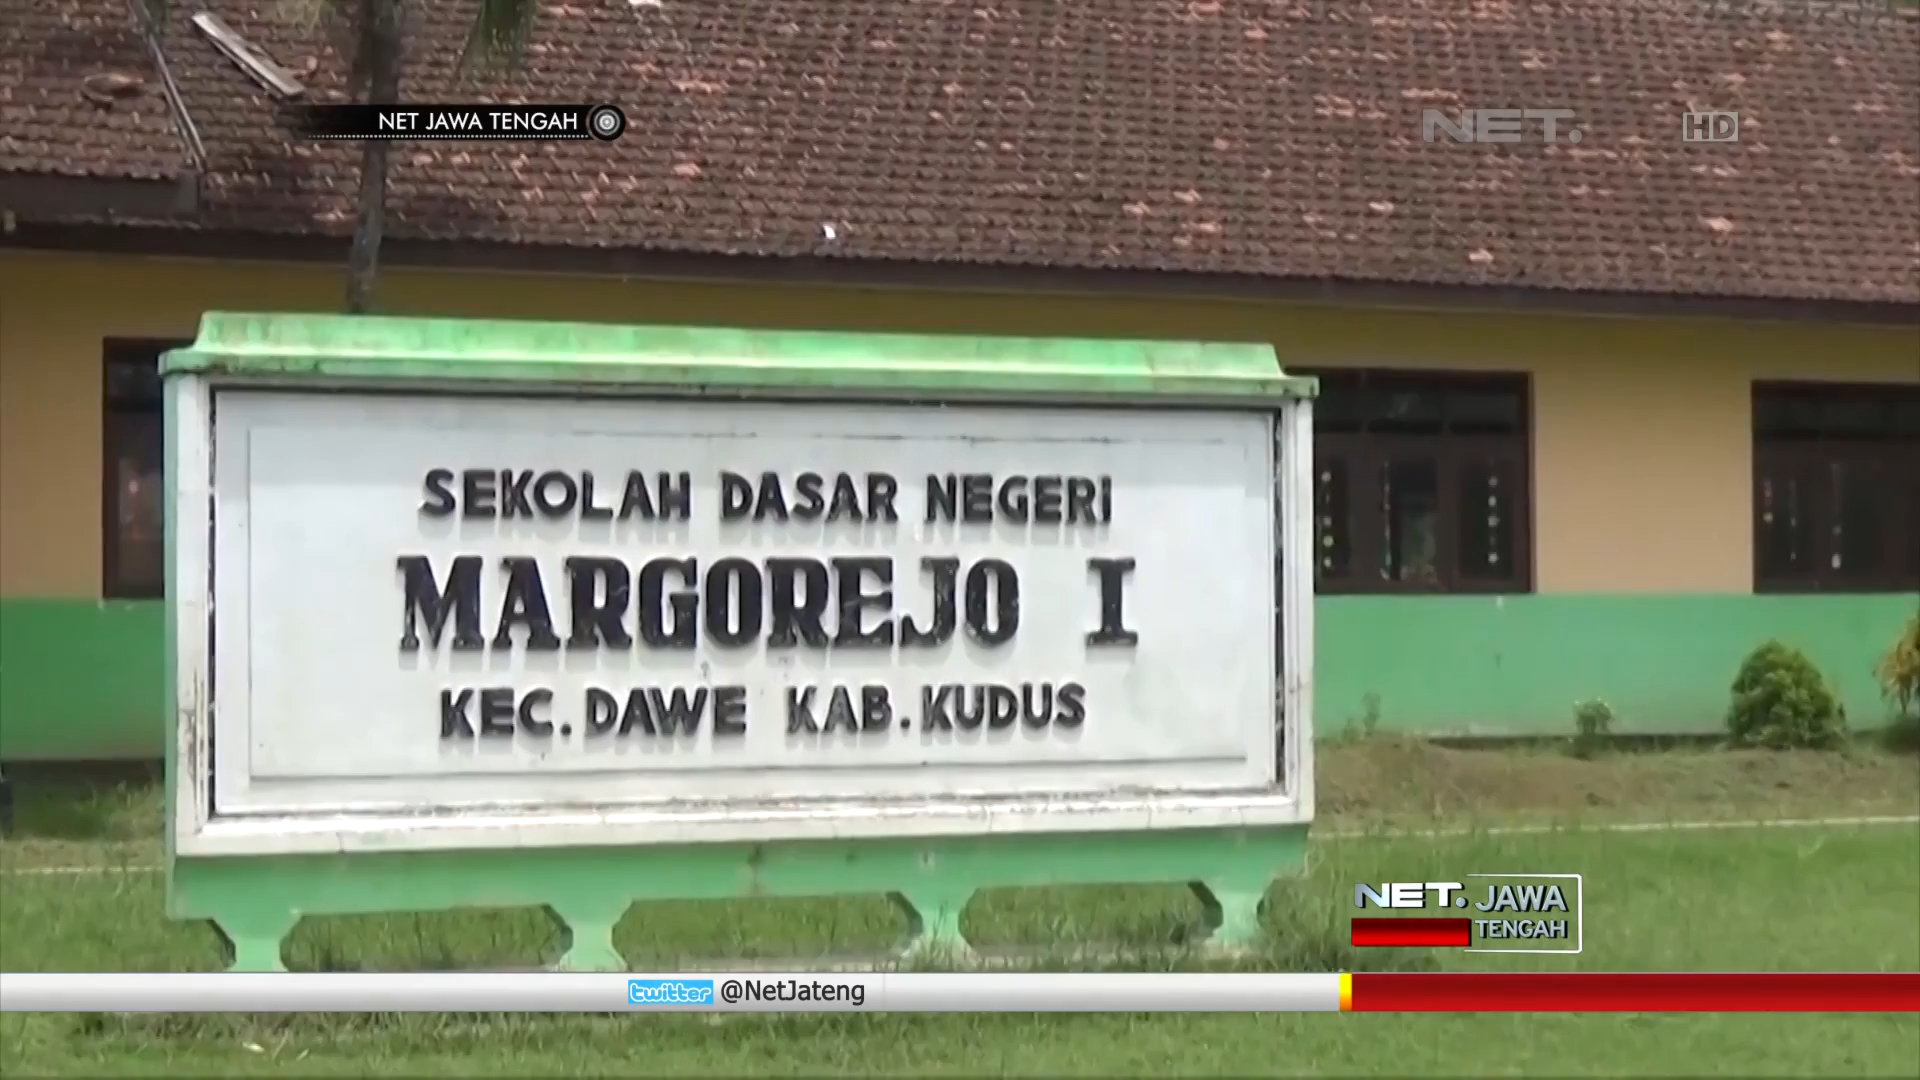 NET JAWA TENGAH
NET.
HD
SEKOLAH DASAR NEGERI
MARGOREJO I
KEC. DAWE KAB. KUDUS
NET. JAWA
TENGAH
twitter @NetJateng